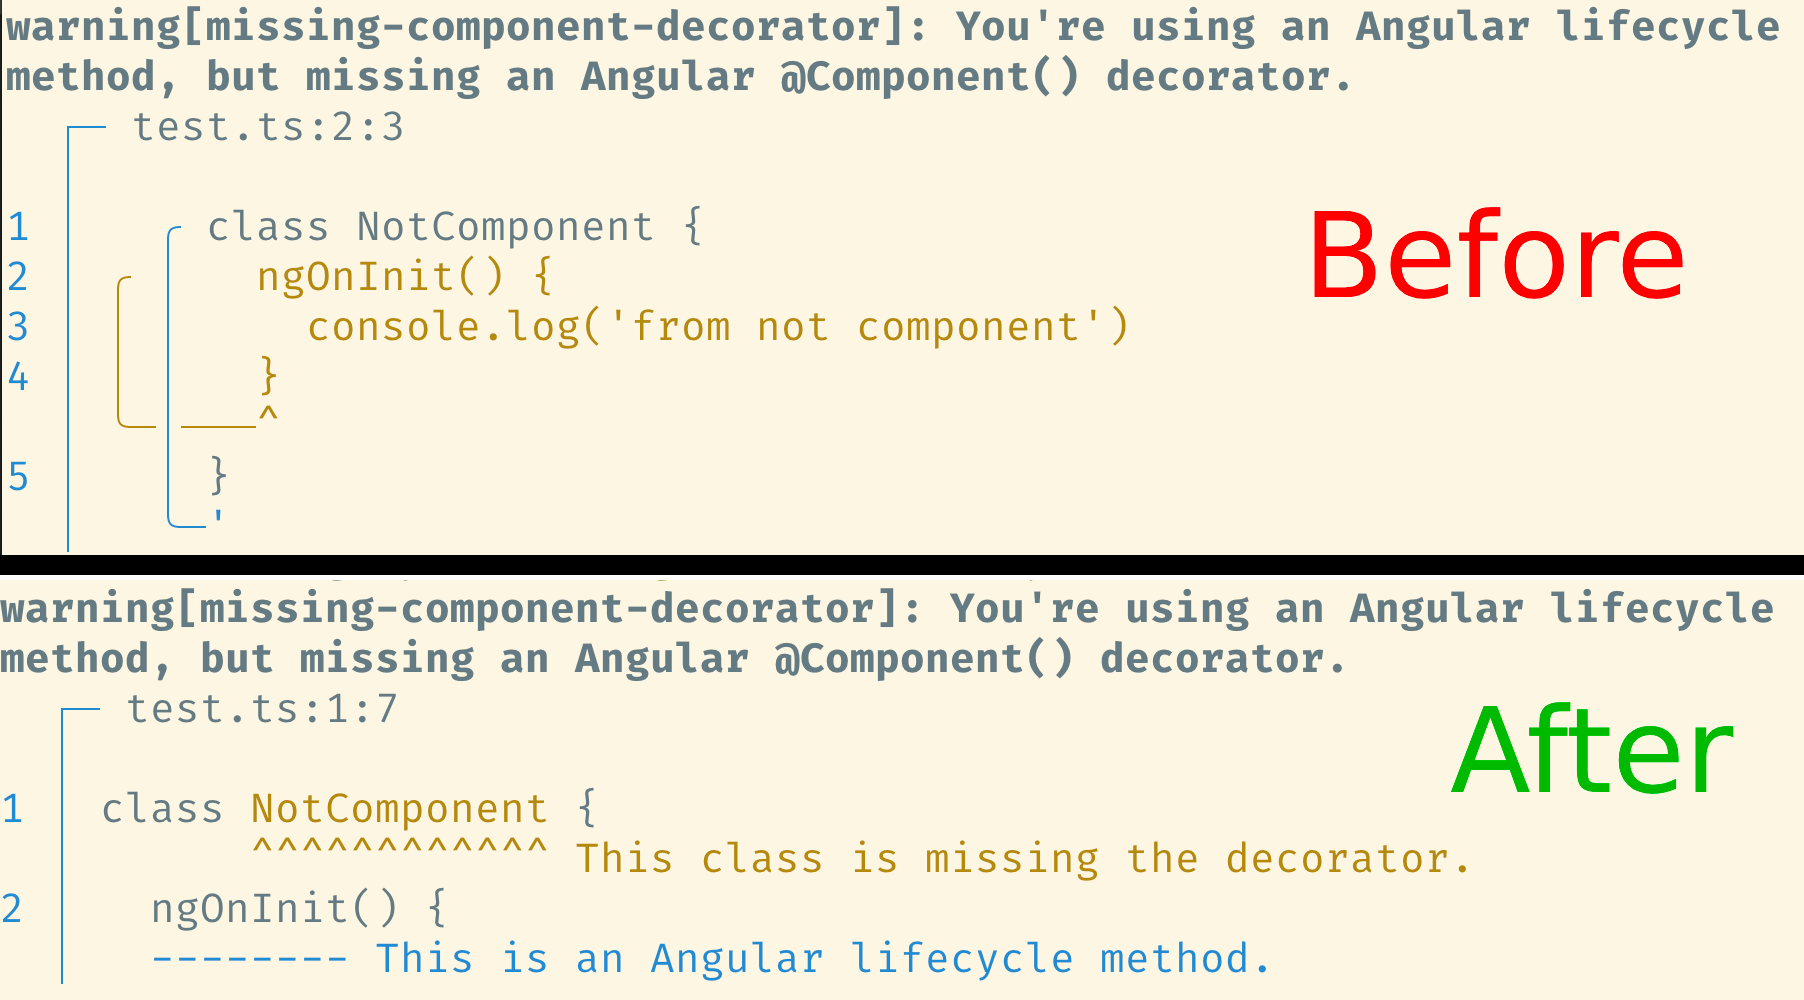 warning[missing-component-decorator]: You're using an Angular lifecycle
method, but missing an Angular @Component() decorator.
test.ts:2:3
1 class NotComponent {
Before
2 ngOnInit() {
3 console.log('from not component')
4 }
^
5 }
'
warning[missing-component-decorator]: You're using an Angular lifecycle
method, but missing an Angular @Component() decorator.
test.ts:1:7
After
1 class NotComponent {
^^^^^^^^^^^^ This class is missing the decorator.
2 ngOnInit() {
-------- This is an Angular lifecycle method.